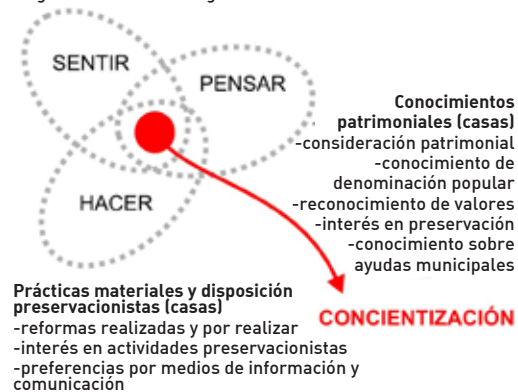 SENTIR
PENSAR
HACER
Conocimientos
patrimoniales (casas)
-consideración patrimonial
-conocimiento de
denominación popular
-reconocimiento de valores
-interés en preservación
-conocimiento sobre
ayudas municipales
Prácticas materiales y disposición
preservacionistas (casas)
-reformas realizadas y por realizar
-interés en actividades preservacionistas
-preferencias por medios de información y
comunicación
CONCIENTIZACIÓN